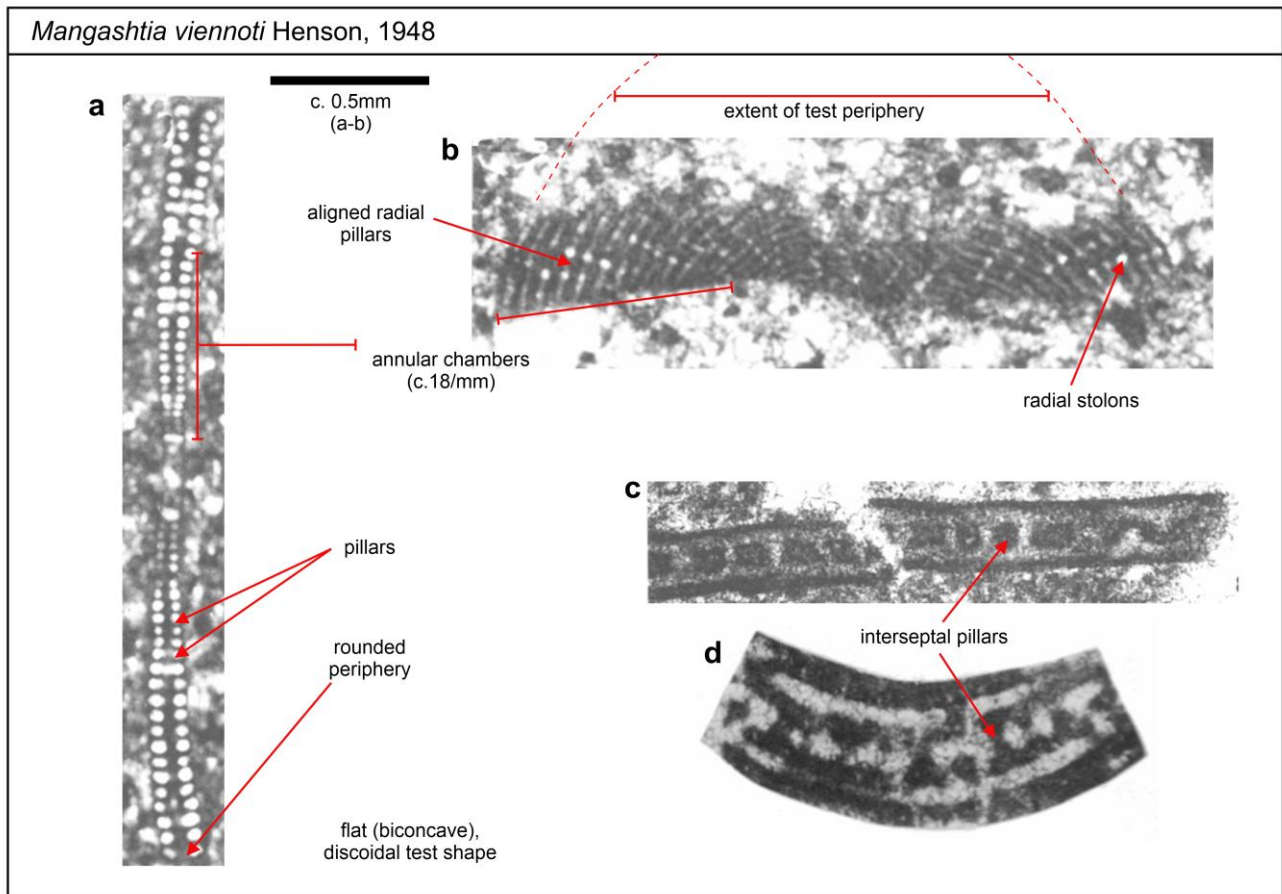 Mangashtia viennoti Henson, 1948
a
c. 0.5mm
(a-b)
extent of test periphery
b
aligned radial
pillars
annular chambers
(c.18/mm)
radial stolons
c
pillars
interseptal pillars
d
rounded
periphery
flat (biconcave),
discoidal test shape